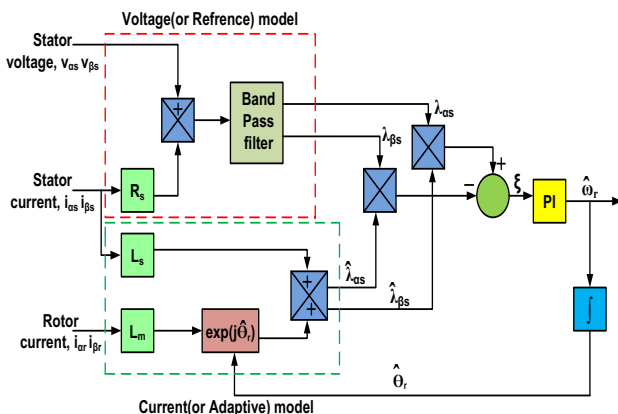 Voltage(or Refrence) model
Stator
voltage, vαs vβs
+
Band
Pass
filter
λαs
λβs
Stator
current, iαs iβs
Rs
+
−
ξ
PI
ω̂r
Ls
+
+
λ̂αs
λ̂βs
∫
Rotor
current, iαr iβr
Lm
exp(jθ̂r)
θ̂r
Current(or Adaptive) model